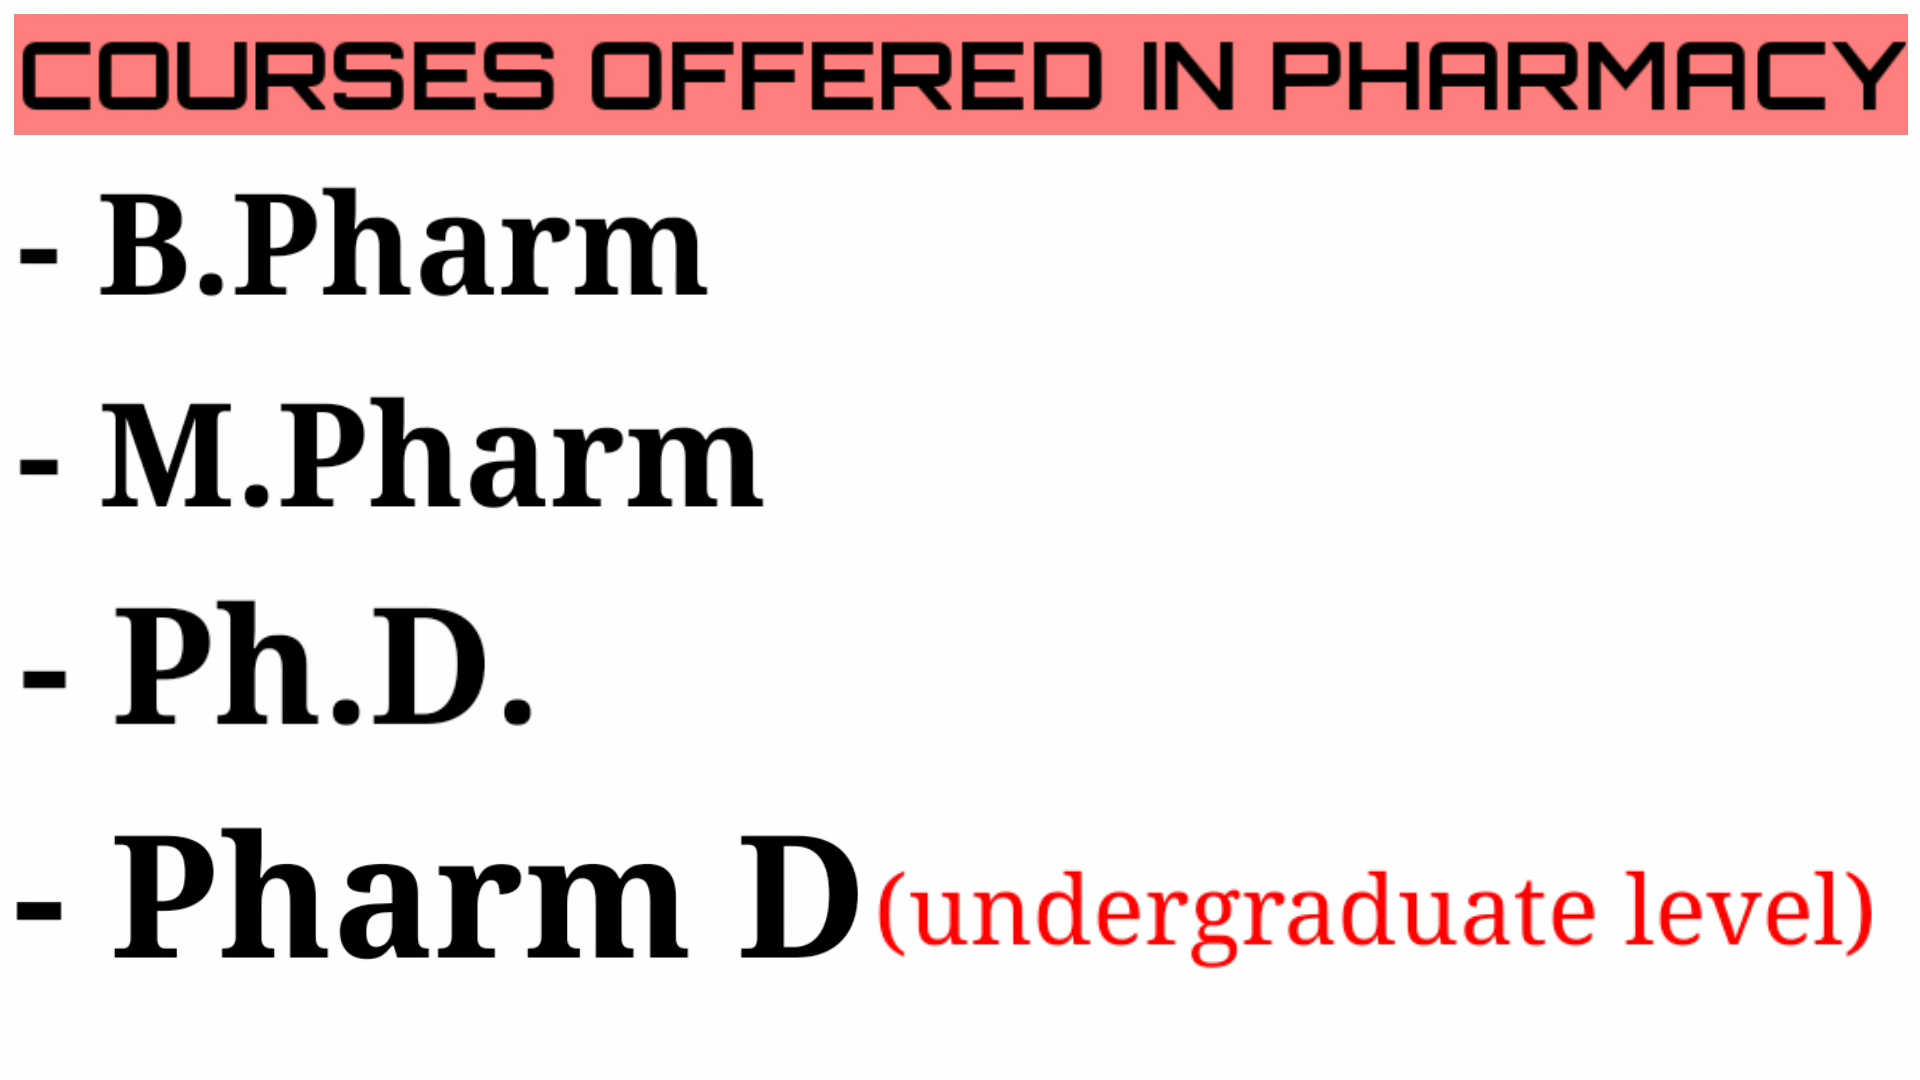 COURSES OFFERED IN PHARMACY
- B.Pharm
- M.Pharm
- Ph.D.
- Pharm D (undergraduate level)